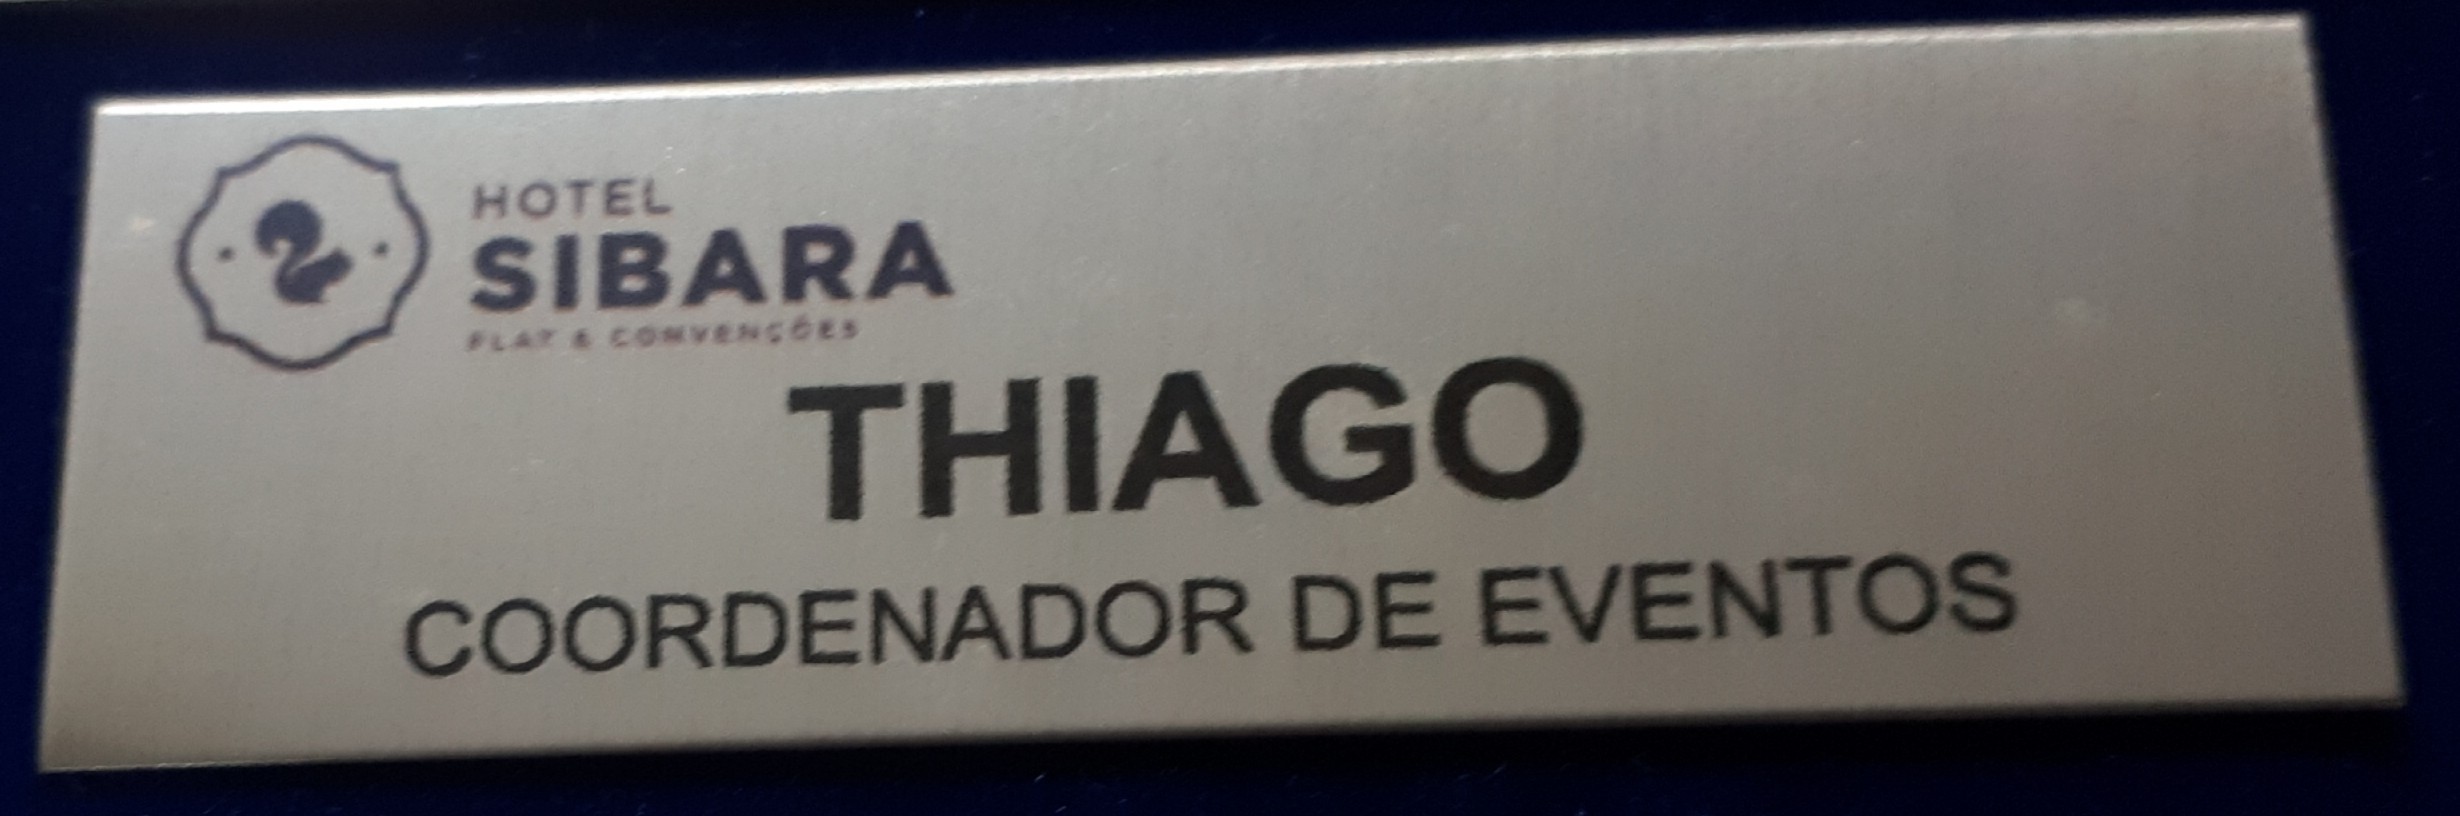 HOTEL
SIBARA
FLAT & CONVENÇÕES
THIAGO
COORDENADOR DE EVENTOS